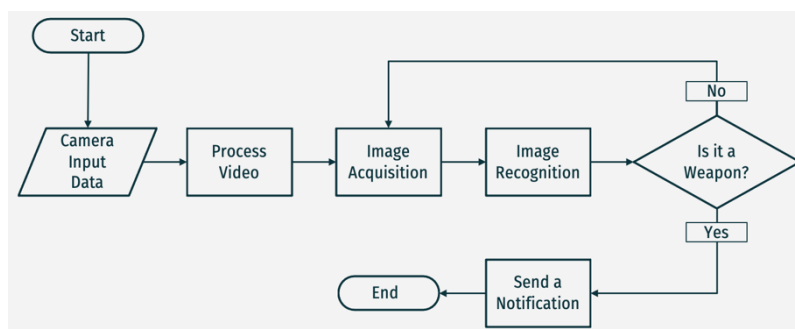 Start
No
Camera
Input
Data
Process
Video
Image
Acquisition
Image
Recognition
Is it a
Weapon?
Yes
End
Send a
Notification